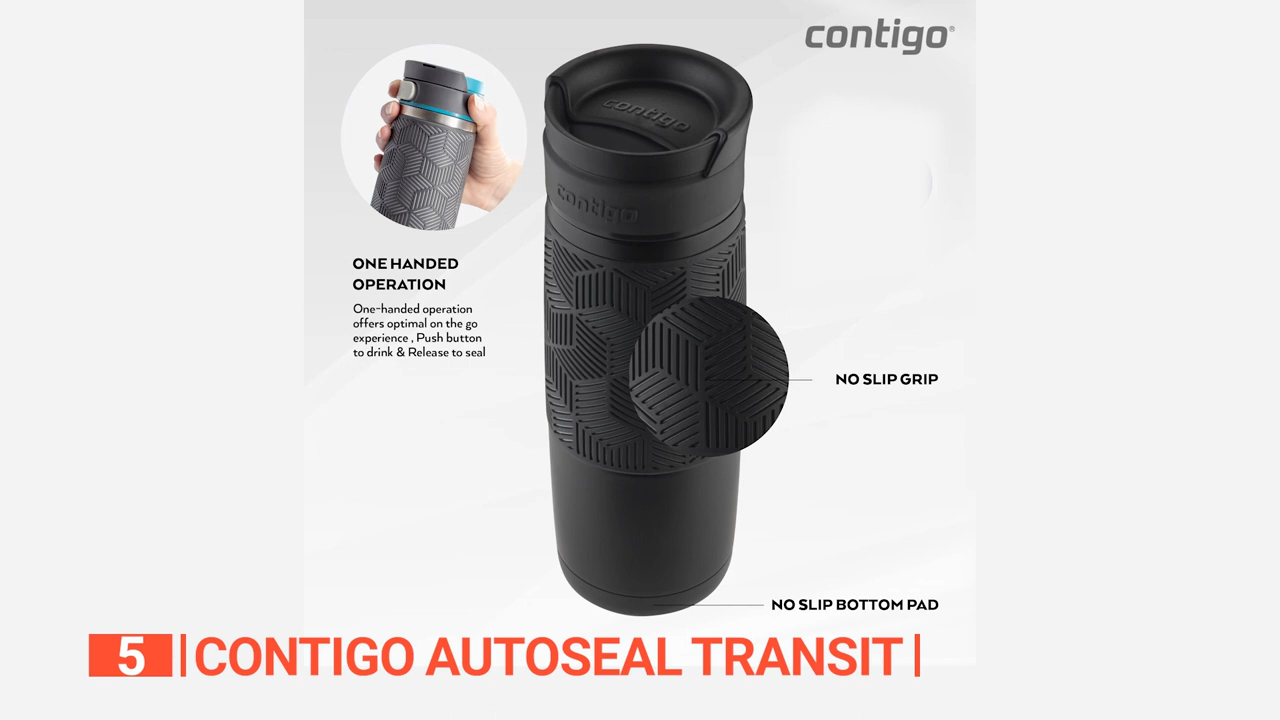 contigo®
contigo
contigo
ONE HANDED
OPERATION
One-handed operation
offers optimal on the go
experience , Push button
to drink & Release to seal
NO SLIP GRIP
NO SLIP BOTTOM PAD
5 CONTIGO AUTOSEAL TRANSIT